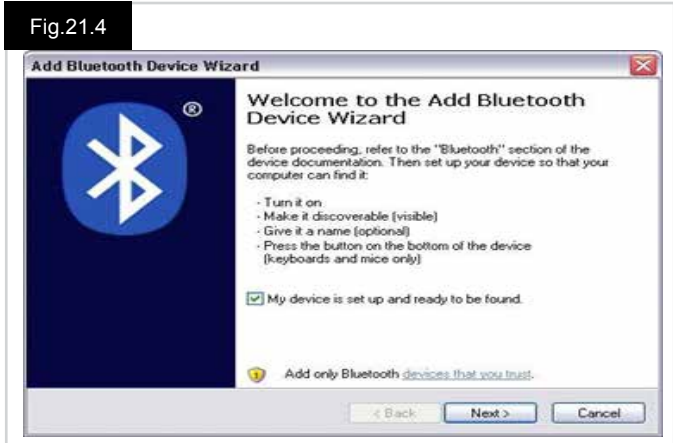 Fig.21.4
Add Bluetooth Device Wizard
®
Welcome to the Add Bluetooth
Device Wizard
Before proceeding, refer to the "Bluetooth" section of the
device documentation. Then set up your device so that your
computer can find it:
- Turn it on
- Make it discoverable (visible)
- Give it a name (optional)
- Press the button on the bottom of the device
(keyboards and mice only)
My device is set up and ready to be found.
Add only Bluetooth devices that you trust.
< Back
Next >
Cancel